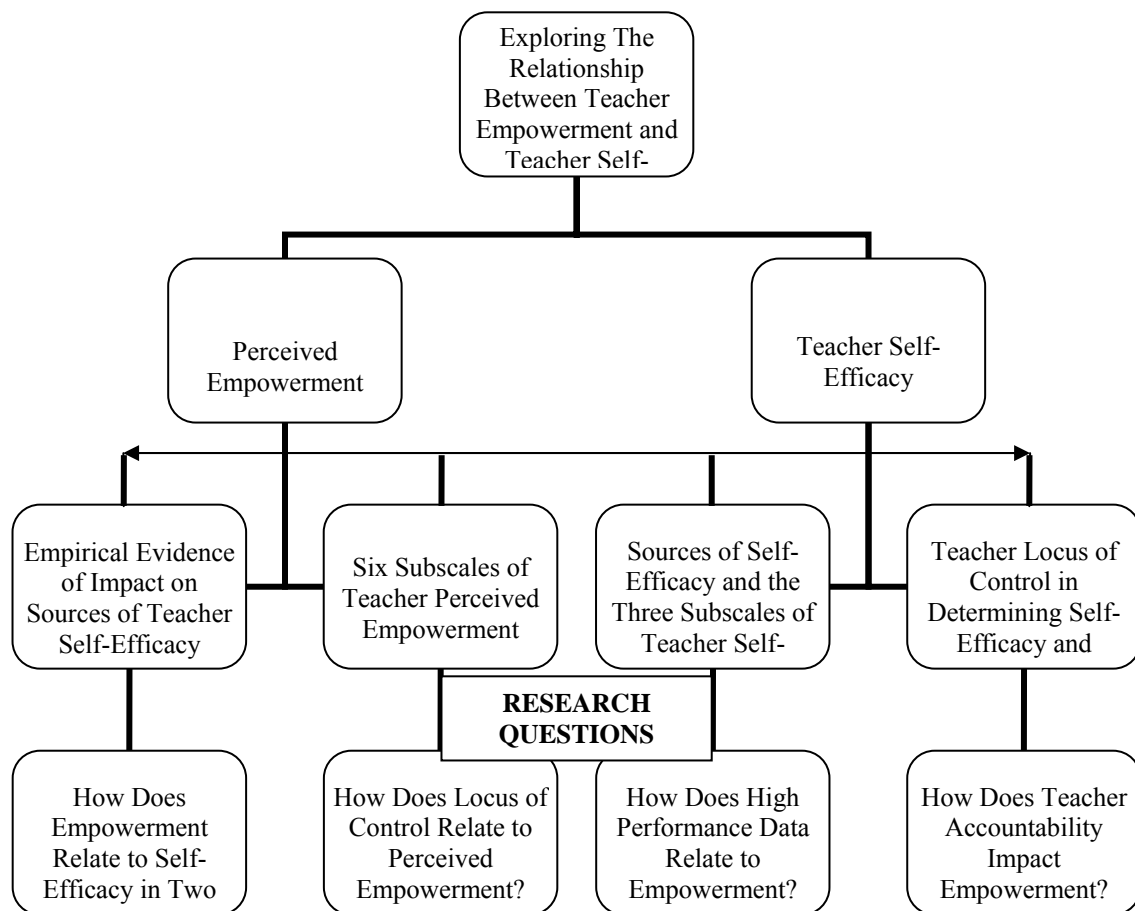 Exploring The
Relationship
Between Teacher
Empowerment and
Teacher Self-
Perceived
Empowerment
Teacher Self-
Efficacy
Empirical Evidence
of Impact on
Sources of Teacher
Self-Efficacy
Six Subscales of
Teacher Perceived
Empowerment
Sources of Self-
Efficacy and the
Three Subscales of
Teacher Self-
Teacher Locus of
Control in
Determining Self-
Efficacy and
RESEARCH
QUESTIONS
How Does
Empowerment
Relate to Self-
Efficacy in Two
How Does Locus of
Control Relate to
Perceived
Empowerment?
How Does High
Performance Data
Relate to
Empowerment?
How Does Teacher
Accountability
Impact
Empowerment?